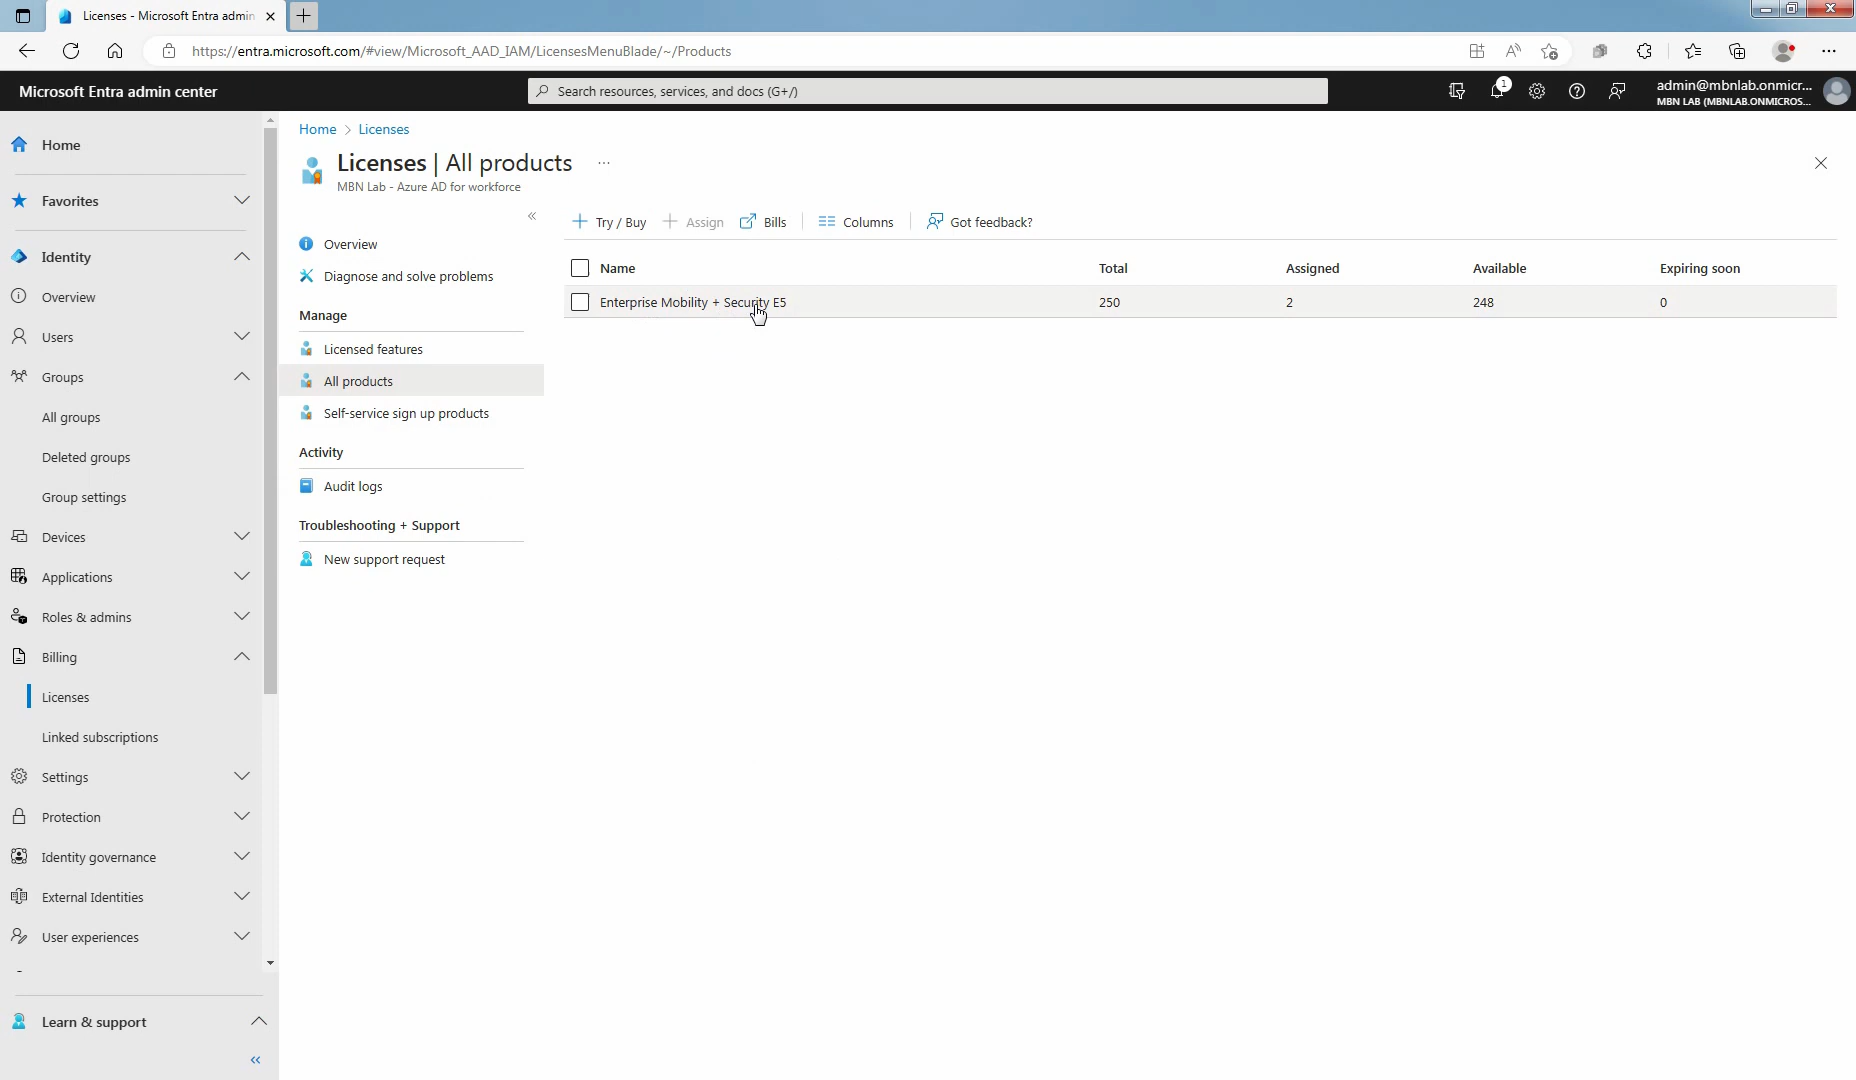 Licenses - Microsoft Entra admin
https://entra.microsoft.com/#view/Microsoft_AAD_IAM/LicensesMenuBlade/~/Products
Microsoft Entra admin center
Search resources, services, and docs (G+/)
1
admin@mbnlab.onmicr...
MBN LAB (MBNLAB.ONMICROS...
Home
Favorites
Identity
Overview
Users
Groups
All groups
Deleted groups
Group settings
Devices
Applications
Roles & admins
Billing
Licenses
Linked subscriptions
Settings
Protection
Identity governance
External Identities
User experiences
Learn & support
Home > Licenses
Licenses | All products ...
MBN Lab - Azure AD for workforce
Overview
Diagnose and solve problems
Manage
Licensed features
All products
Self-service sign up products
Activity
Audit logs
Troubleshooting + Support
New support request
Try / Buy Assign Bills Columns Got feedback?
Name Total Assigned Available Expiring soon
Enterprise Mobility + Security E5 250 2 248 0